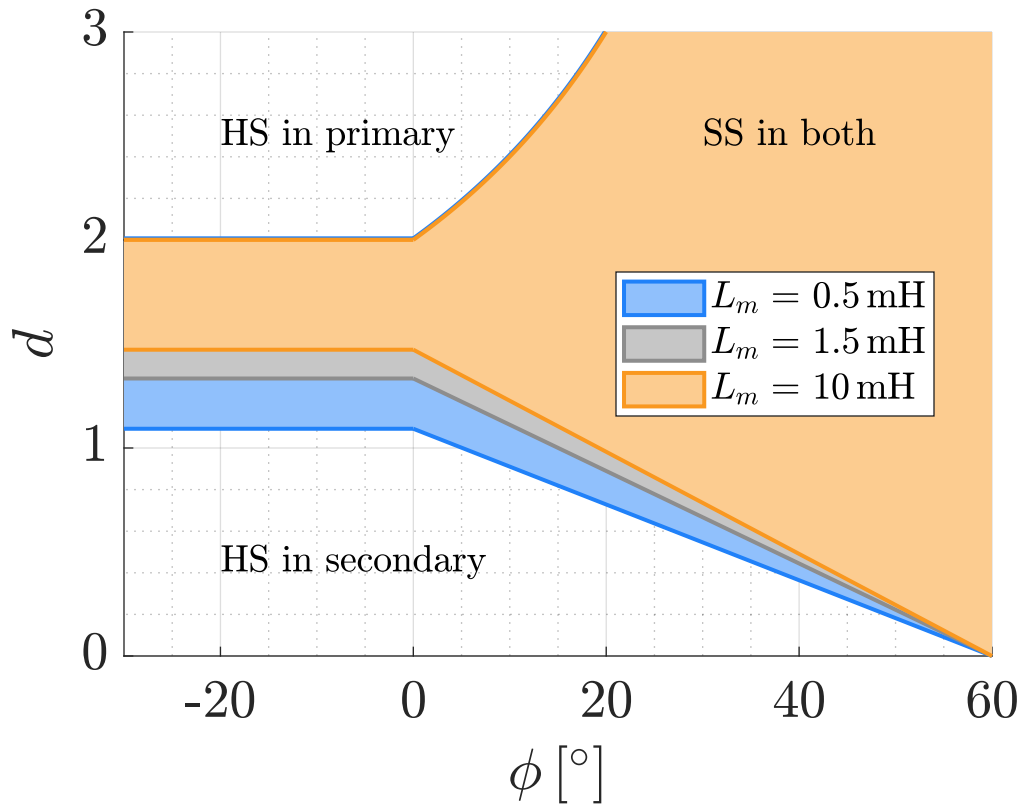 3
HS in primary
SS in both
2
L_m = 0.5 mH
L_m = 1.5 mH
L_m = 10 mH
d
1
HS in secondary
0
-20 0 20 40 60
ϕ [°]